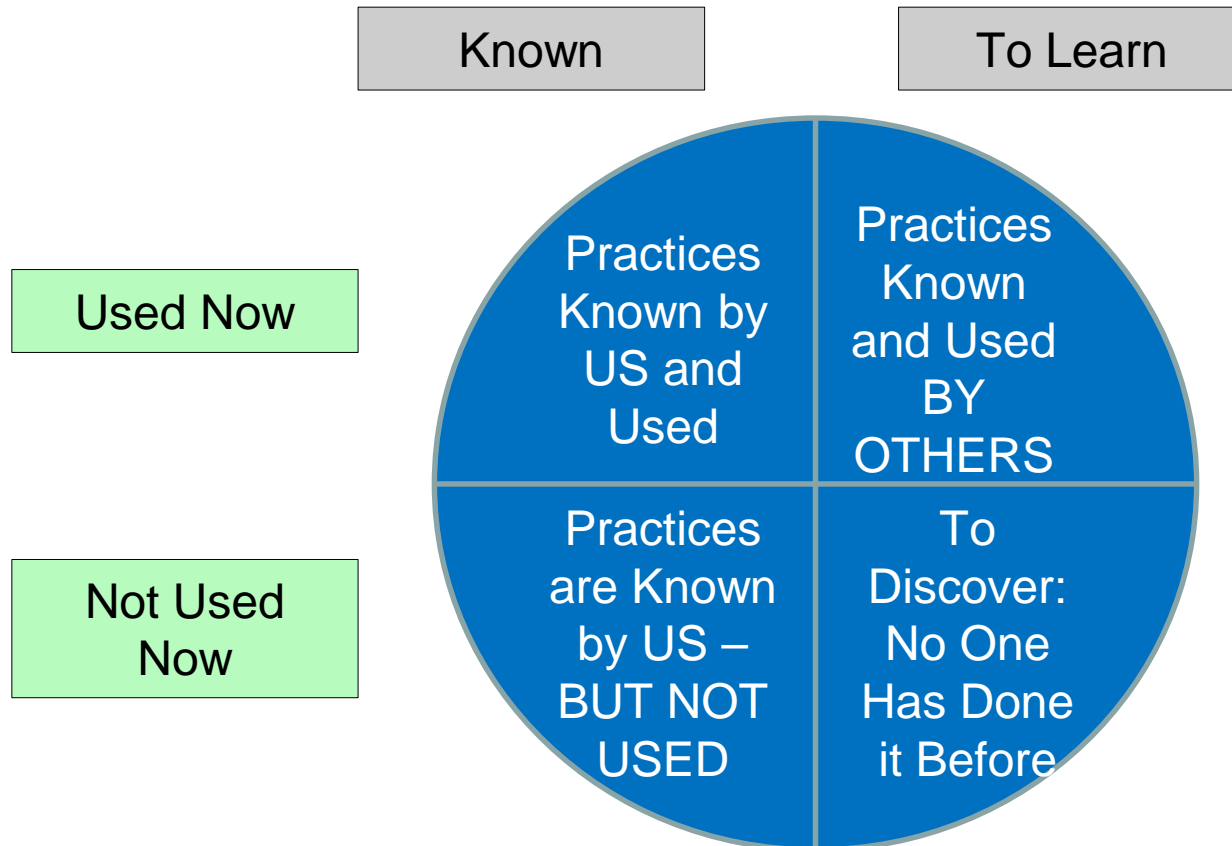 Known
To Learn
Used Now
Practices
Known by
US and
Used
Practices
Known
and Used
BY
OTHERS
Not Used
Now
Practices
are Known
by US –
BUT NOT
USED
To
Discover:
No One
Has Done
it Before